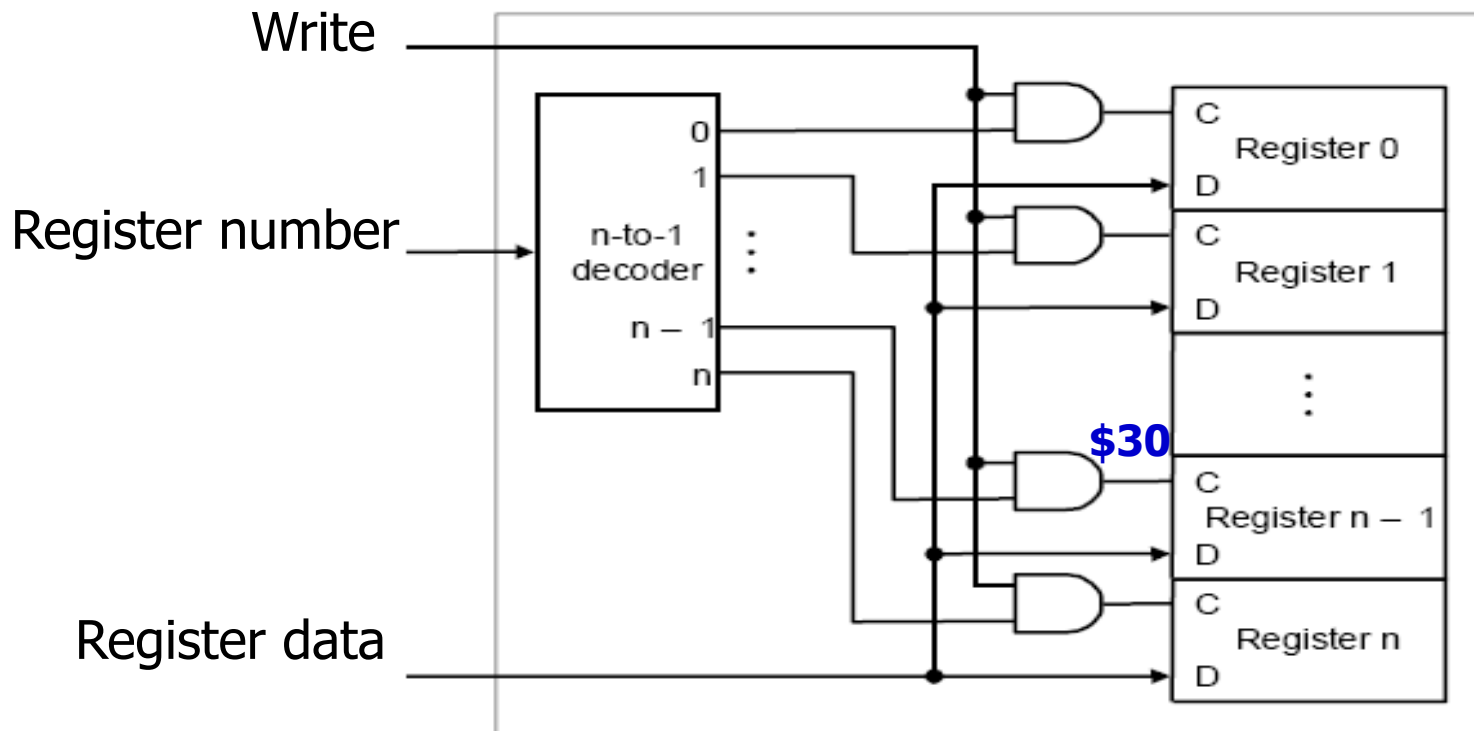 Write
Register number
Register data
n-to-1
decoder
0
1
⋮
n – 1
n
C
Register 0
D
C
Register 1
D
⋮
$30
C
Register n – 1
D
C
Register n
D